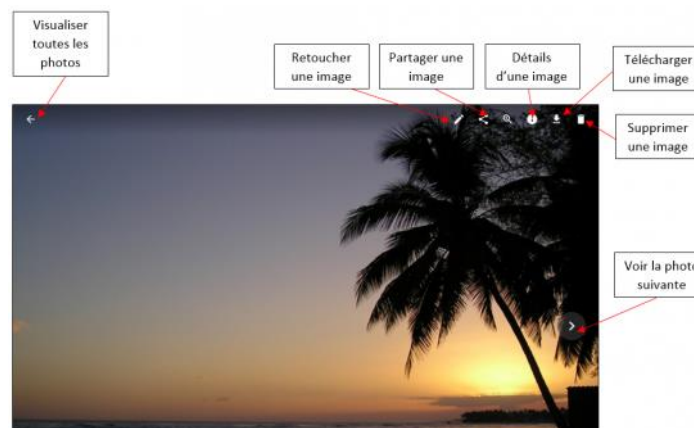 Visualiser
toutes les
photos
Retoucher
une image
Partager une
image
Détails
d'une image
Télécharger
une image
Supprimer
une image
Voir la photo
suivante